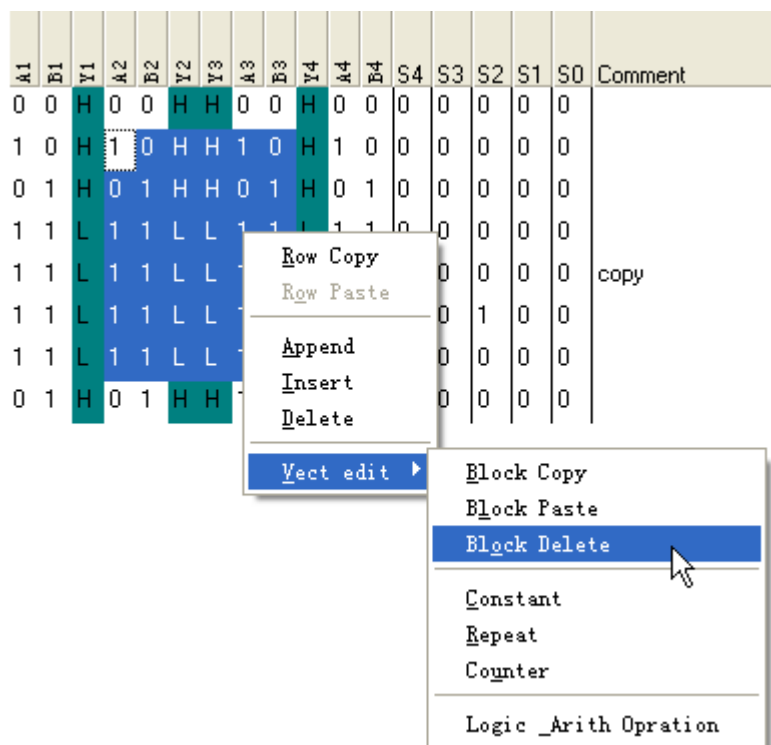 A1 B1 Y1 A2 B2 Y2 Y3 A3 B3 Y4 A4 B4 S4 S3 S2 S1 S0 Comment
0 0 H 0 0 H H 0 0 H 0 0 0 0 0 0 0
1 0 H 1 0 H H 1 0 H 1 0 0 0 0 0 0
0 1 H 0 1 H H 0 1 H 0 1 0 0 0 0 0
1 1 L 1 1 L L 1 1 L 1 1 0 0 0 0 0
1 1 L 1 1 L L 0 0 0 0 copy
1 1 L 1 1 L L 0 1 0 0
1 1 L 1 1 L L 0 0 0 0
0 1 H 0 1 H H 0 0 0 0
Row Copy
Row Paste
Append
Insert
Delete
Vect edit
Block Copy
Block Paste
Block Delete
Constant
Repeat
Counter
Logic _Arith Opration